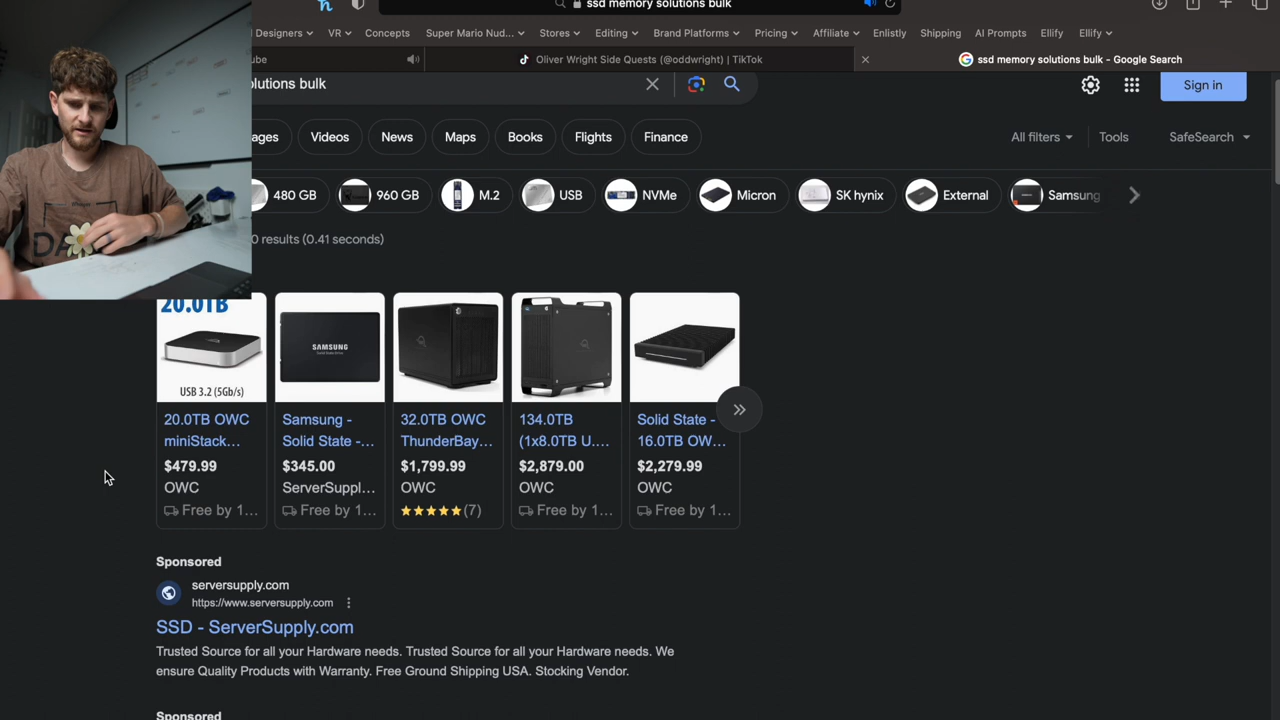 ssd memory solutions bulk
Designers
VR
Concepts
Super Mario Nud...
Stores
Editing
Brand Platforms
Pricing
Affiliate
Enlistly
Shipping
AI Prompts
Ellify
Ellify
Oliver Wright Side Quests (@oddwright) | TikTok
ssd memory solutions bulk - Google Search
bulk
Sign in
Videos
News
Maps
Books
Flights
Finance
All filters
Tools
SafeSearch
480 GB
960 GB
M.2
USB
NVMe
Micron
SK hynix
External
Samsung
results (0.41 seconds)
20.0TB
USB 3.2 (5Gb/s)
SAMSUNG
Solid State Drive
20.0TB OWC
miniStack...
$479.99
OWC
Free by 1...
Samsung -
Solid State -...
$345.00
ServerSuppl...
Free by 1...
32.0TB OWC
ThunderBay...
$1,799.99
OWC
(7)
134.0TB
(1x8.0TB U....
$2,879.00
OWC
Free by 1...
Solid State -
16.0TB OW...
$2,279.99
OWC
Free by 1...
Sponsored
serversupply.com
https://www.serversupply.com
SSD - ServerSupply.com
Trusted Source for all your Hardware needs. Trusted Source for all your Hardware needs. We
ensure Quality Products with Warranty. Free Ground Shipping USA. Stocking Vendor.
Sponsored